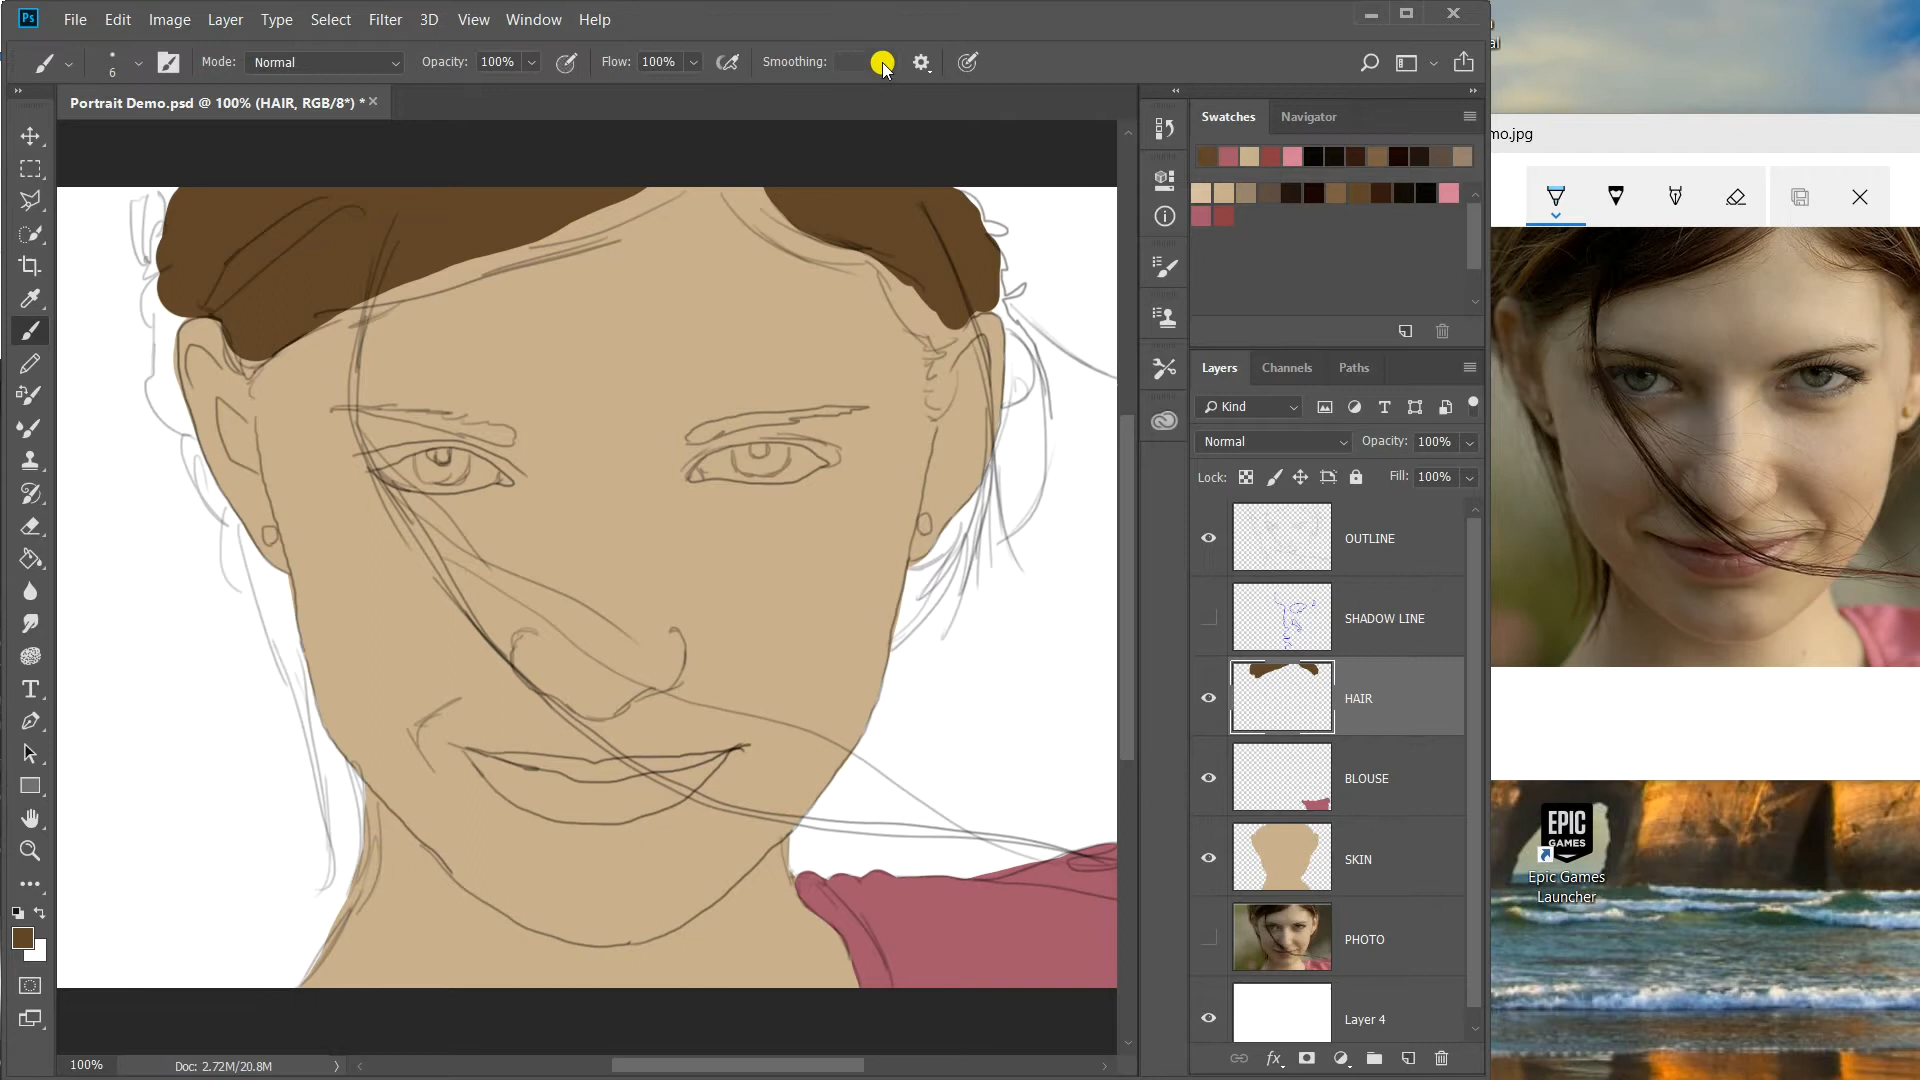 Ps File Edit Image Layer Type Select Filter 3D View Window Help
6 Mode: Normal Opacity: 100% Flow: 100% Smoothing:
Portrait Demo.psd @ 100% (HAIR, RGB/8*) *
Swatches Navigator
mo.jpg
Layers Channels Paths
Kind
Normal Opacity: 100%
Lock: Fill: 100%
OUTLINE
SHADOW LINE
HAIR
BLOUSE
SKIN
PHOTO
Layer 4
EPIC
GAMES
Epic Games
Launcher
100% Doc: 2.72M/20.8M
fx